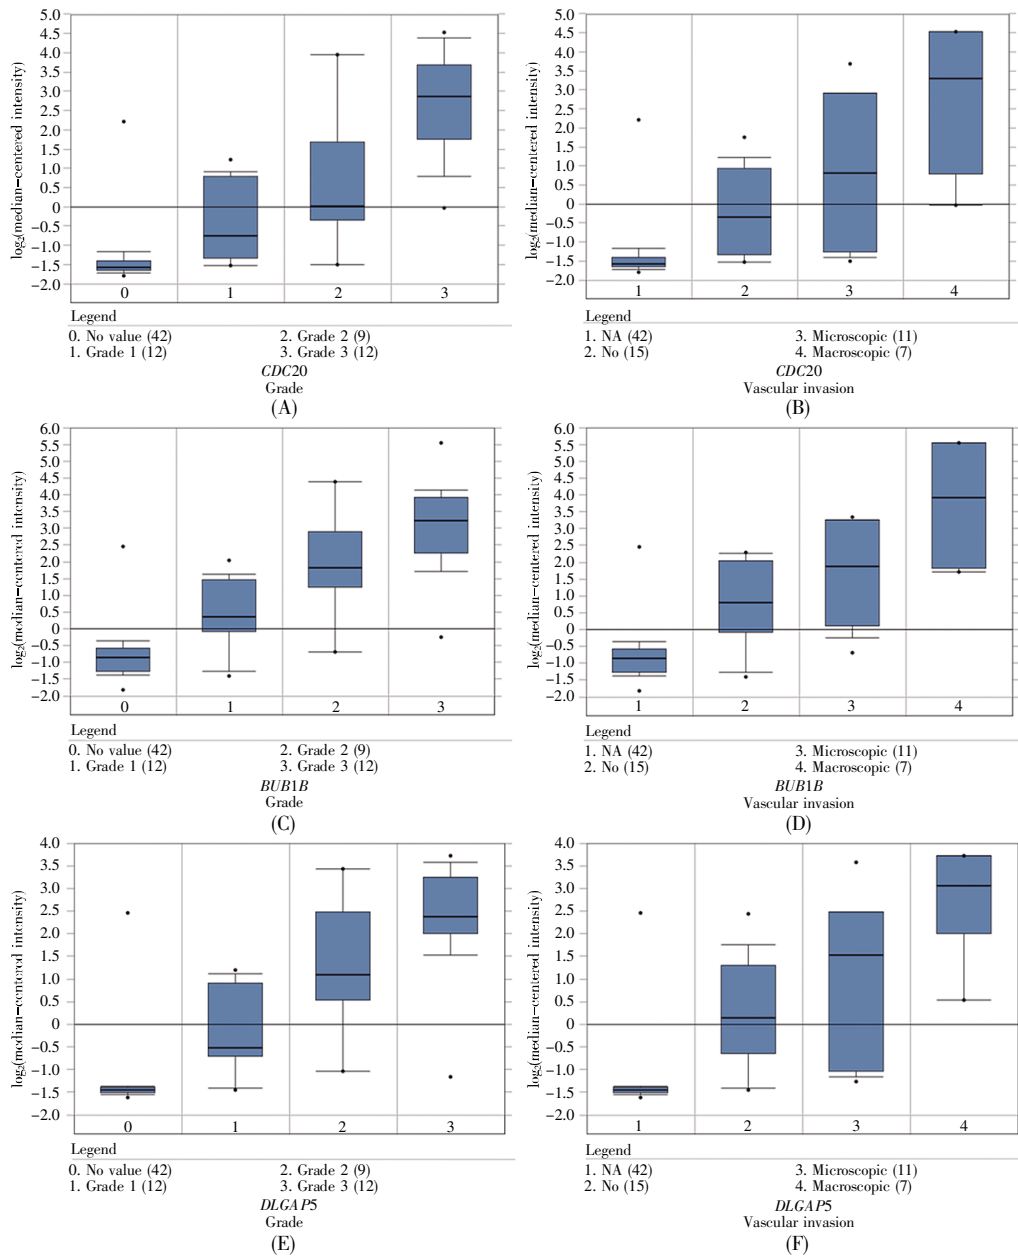 5.0
4.5
4.0
3.5
3.0
2.5
2.0
1.5
1.0
0.5
0
−0.5
−1.0
−1.5
−2.0
log2(median−centered intensity)
0 1 2 3
Legend
0. No value (42) 2. Grade 2 (9)
1. Grade 1 (12) 3. Grade 3 (12)
CDC20
Grade
(A)
5.0
4.5
4.0
3.5
3.0
2.5
2.0
1.5
1.0
0.5
0
−0.5
−1.0
−1.5
−2.0
log2(median−centered intensity)
1 2 3 4
Legend
1. NA (42) 3. Microscopic (11)
2. No (15) 4. Macroscopic (7)
CDC20
Vascular invasion
(B)
6.0
5.0
4.5
4.0
3.5
3.0
2.5
2.0
1.5
1.0
0.5
0
−0.5
−1.0
−1.5
−2.0
log2(median−centered intensity)
0 1 2 3
Legend
0. No value (42) 2. Grade 2 (9)
1. Grade 1 (12) 3. Grade 3 (12)
BUB1B
Grade
(C)
6.0
5.5
5.0
4.5
4.0
3.5
3.0
2.5
2.0
1.5
1.0
0.5
0
−0.5
−1.0
−1.5
−2.0
log2(median−centered intensity)
1 2 3 4
Legend
1. NA (42) 3. Microscopic (11)
2. No (15) 4. Macroscopic (7)
BUB1B
Vascular invasion
(D)
4.0
3.5
3.0
2.5
2.0
1.5
1.0
0.5
0
−0.5
−1.0
−1.5
−2.0
log2(median−centered intensity)
0 1 2 3
Legend
0. No value (42) 2. Grade 2 (9)
1. Grade 1 (12) 3. Grade 3 (12)
DLGAP5
Grade
(E)
4.0
3.5
3.0
2.5
2.0
1.5
1.0
0.5
0
−0.5
−1.0
−1.5
−2.0
log2(median−centered intensity)
1 2 3 4
Legend
1. NA (42) 3. Microscopic (11)
2. No (15) 4. Macroscopic (7)
DLGAP5
Vascular invasion
(F)